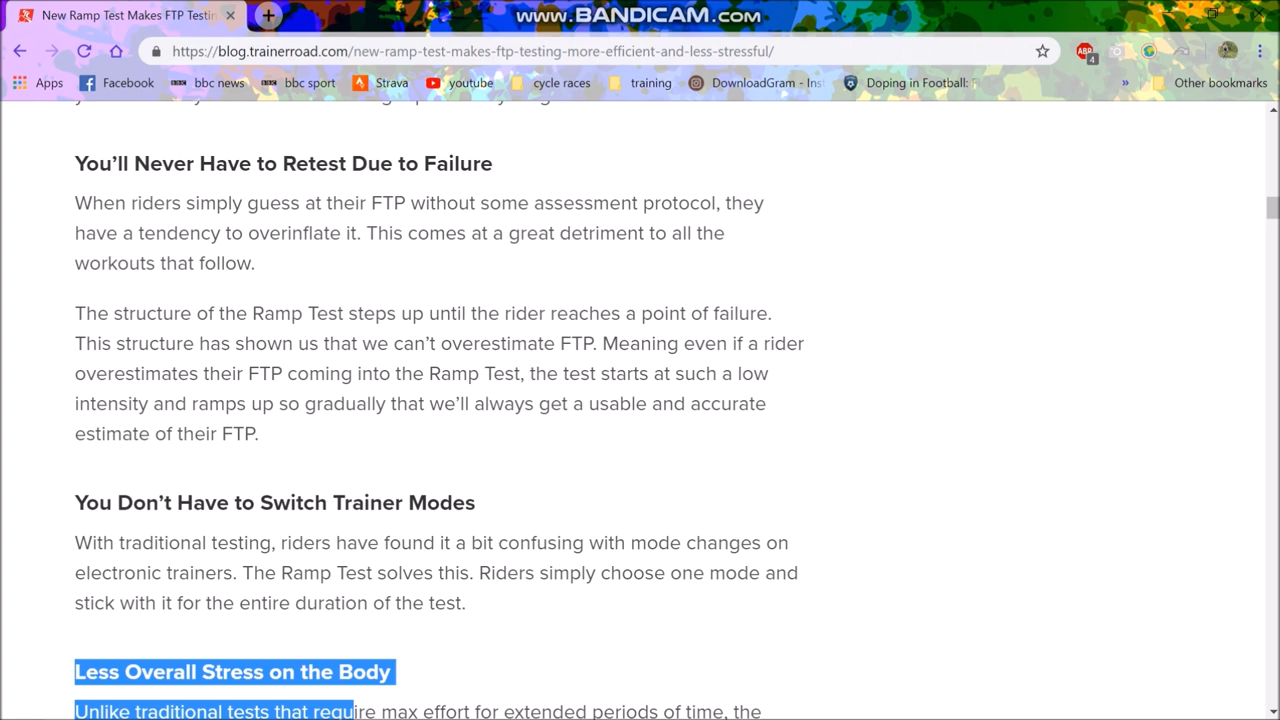 New Ramp Test Makes FTP Testin
www.BANDICAM.com
https://blog.trainerroad.com/new-ramp-test-makes-ftp-testing-more-efficient-and-less-stressful/
ABP
4
Apps
Facebook
BBC bbc news
BBC bbc sport
Strava
youtube
cycle races
training
DownloadGram - Ins
Doping in Football:
»
Other bookmarks
You’ll Never Have to Retest Due to Failure
When riders simply guess at their FTP without some assessment protocol, they
have a tendency to overinflate it. This comes at a great detriment to all the
workouts that follow.
The structure of the Ramp Test steps up until the rider reaches a point of failure.
This structure has shown us that we can’t overestimate FTP. Meaning even if a rider
overestimates their FTP coming into the Ramp Test, the test starts at such a low
intensity and ramps up so gradually that we’ll always get a usable and accurate
estimate of their FTP.
You Don’t Have to Switch Trainer Modes
With traditional testing, riders have found it a bit confusing with mode changes on
electronic trainers. The Ramp Test solves this. Riders simply choose one mode and
stick with it for the entire duration of the test.
Less Overall Stress on the Body
Unlike traditional tests that require max effort for extended periods of time, the